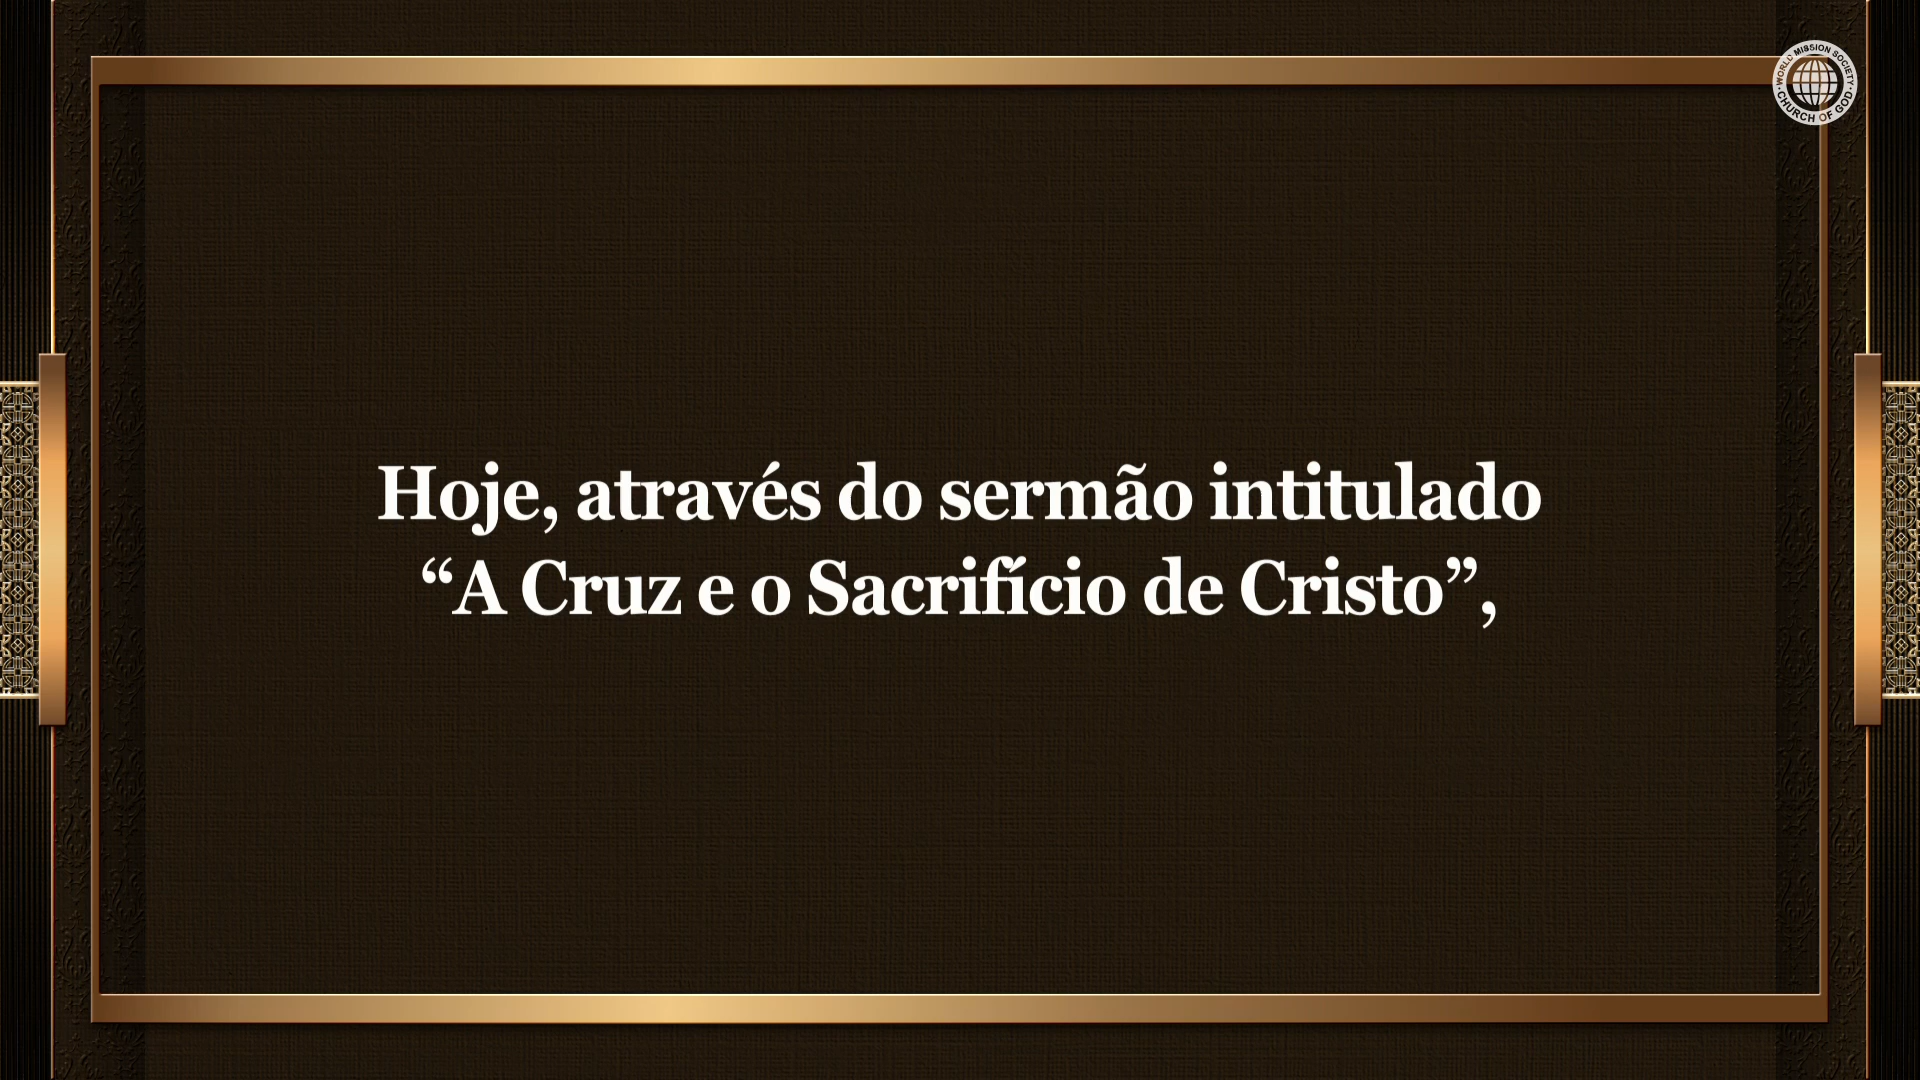 WORLD MISSION SOCIETY
CHURCH OF GOD
Hoje, através do sermão intitulado
“A Cruz e o Sacrifício de Cristo”,